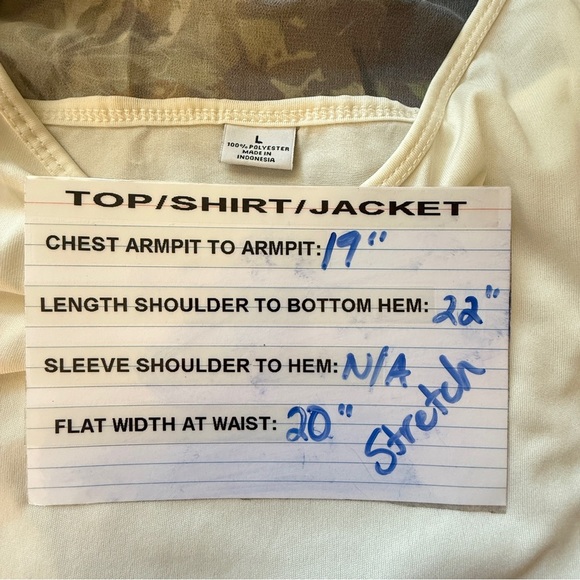 L
100% POLYESTER
MADE IN
INDONESIA
TOP/SHIRT/JACKET
CHEST ARMPIT TO ARMPIT: 19"
LENGTH SHOULDER TO BOTTOM HEM: 22"
SLEEVE SHOULDER TO HEM: N/A
FLAT WIDTH AT WAIST: 20"
Stretch